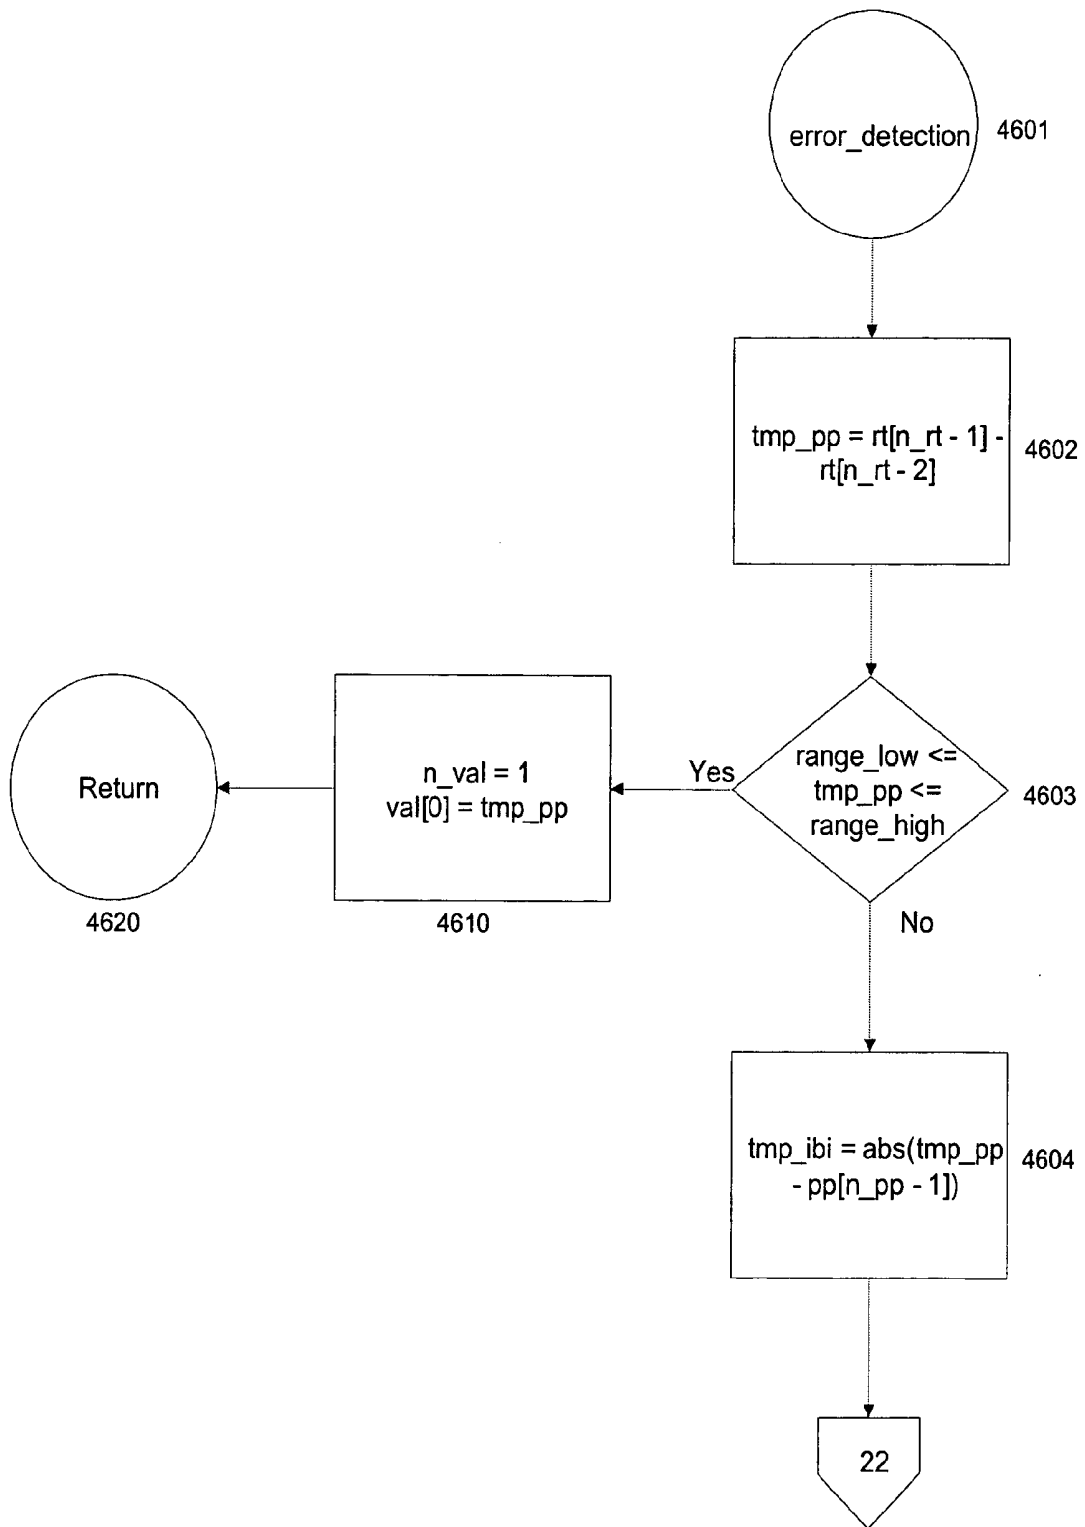 error_detection
4601
tmp_pp = rt[n_rt - 1] -
rt[n_rt - 2]
4602
range_low <=
tmp_pp <=
range_high
4603
Yes
n_val = 1
val[0] = tmp_pp
4610
Return
4620
No
tmp_ibi = abs(tmp_pp
- pp[n_pp - 1])
4604
22